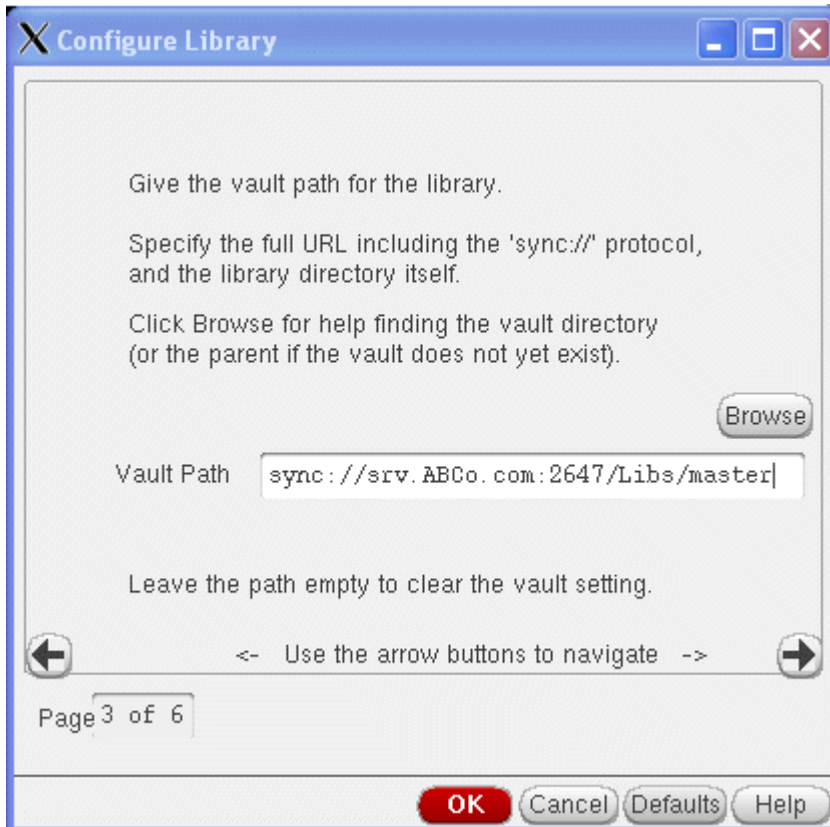 Configure Library
Give the vault path for the library.
Specify the full URL including the 'sync://' protocol,
and the library directory itself.
Click Browse for help finding the vault directory
(or the parent if the vault does not yet exist).
Browse
Vault Path sync://srv.ABCo.com:2647/Libs/master
Leave the path empty to clear the vault setting.
<- Use the arrow buttons to navigate ->
Page 3 of 6
OK Cancel Defaults Help